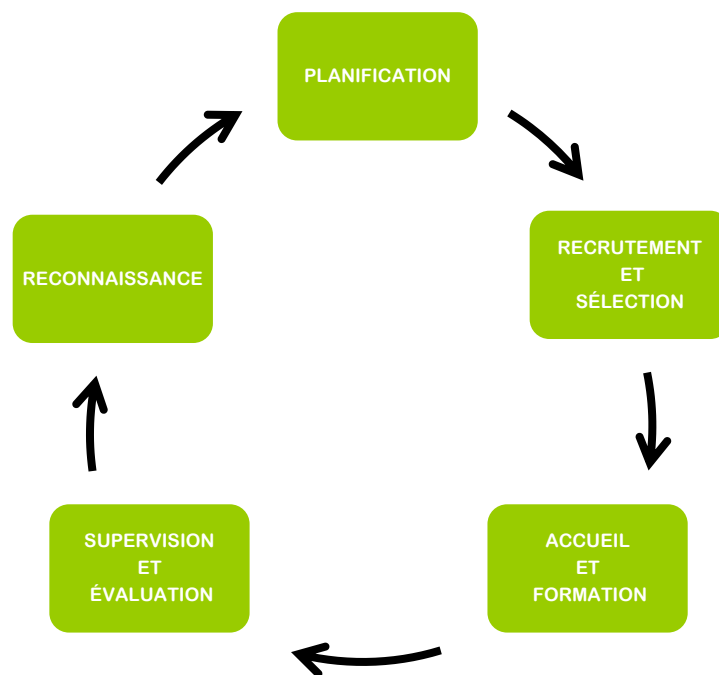 PLANIFICATION
RECRUTEMENT
ET
SÉLECTION
ACCUEIL
ET
FORMATION
SUPERVISION
ET
ÉVALUATION
RECONNAISSANCE